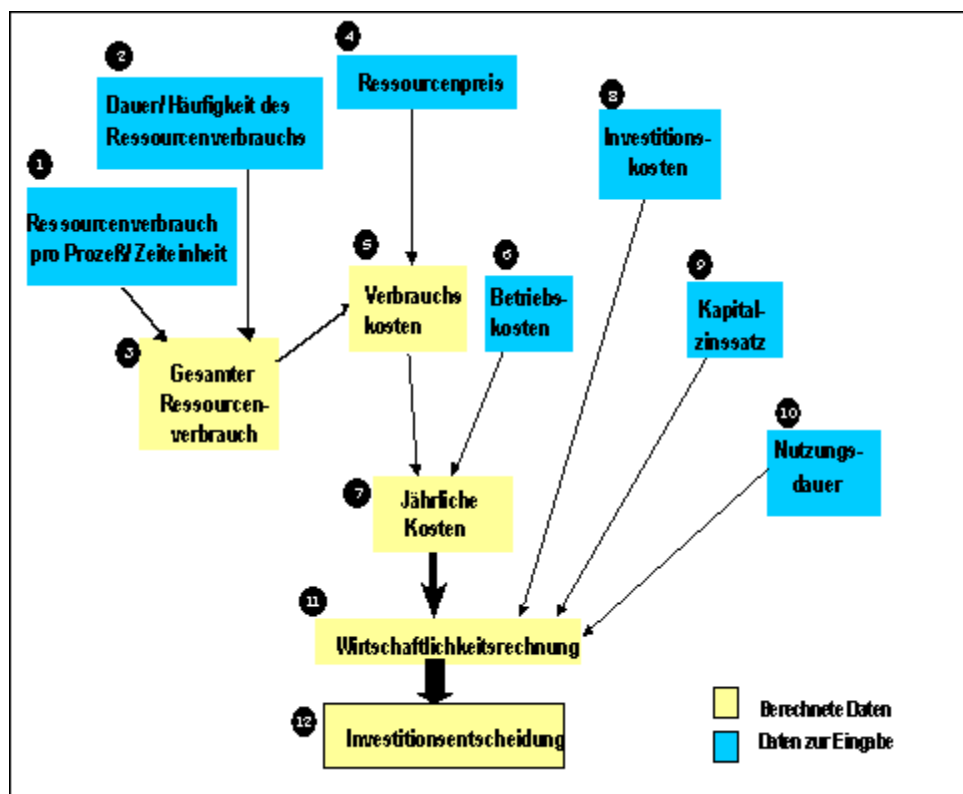 1
Ressourcenverbrauch
pro Prozeß/ Zeiteinheit
2
Dauer/ Häufigkeit des
Ressourcenverbrauchs
3
Gesamter
Ressourcen-
verbrauch
4
Ressourcenpreis
5
Verbrauchs
kosten
6
Betriebs-
kosten
7
Jährliche
Kosten
8
Investitions-
kosten
9
Kapital-
zinssatz
10
Nutzungs-
dauer
11
Wirtschaftlichkeitsrechnung
12
Investitionsentscheidung
Berechnete Daten
Daten zur Eingabe